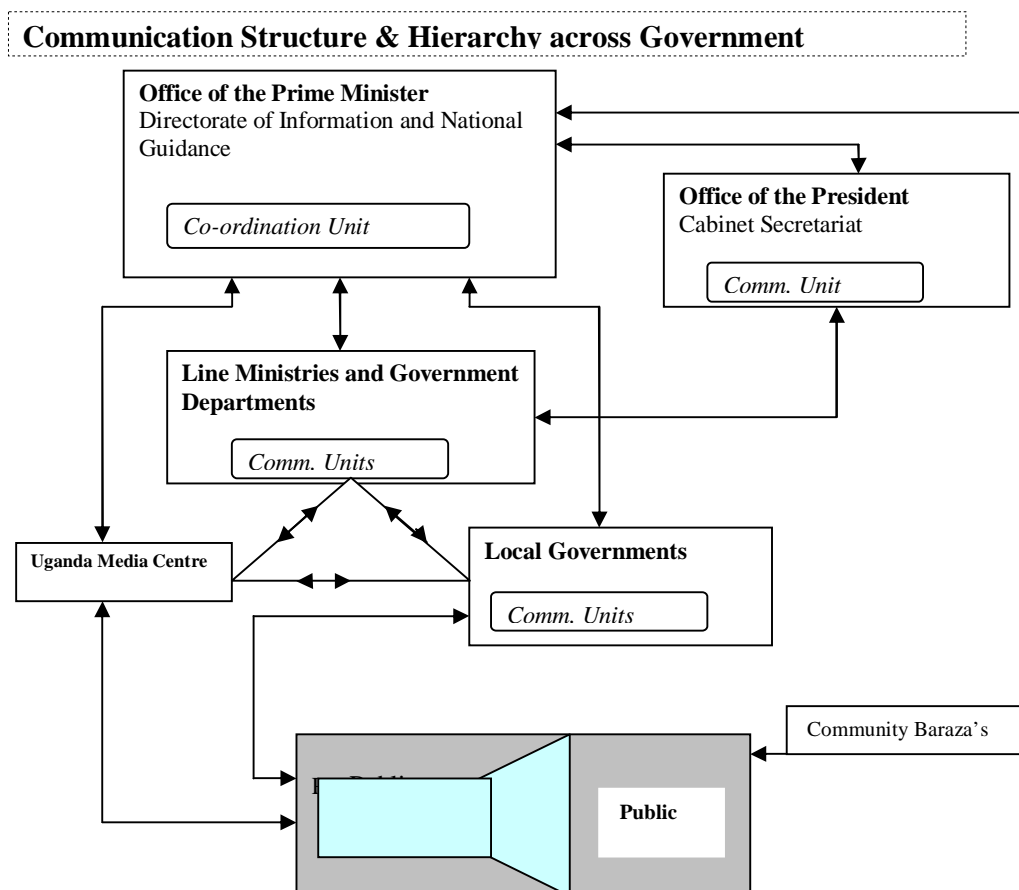 Communication Structure & Hierarchy across Government
Office of the Prime Minister
Directorate of Information and National
Guidance
Co-ordination Unit
Office of the President
Cabinet Secretariat
Comm. Unit
Line Ministries and Government
Departments
Comm. Units
Uganda Media Centre
Local Governments
Comm. Units
Community Baraza’s
Public